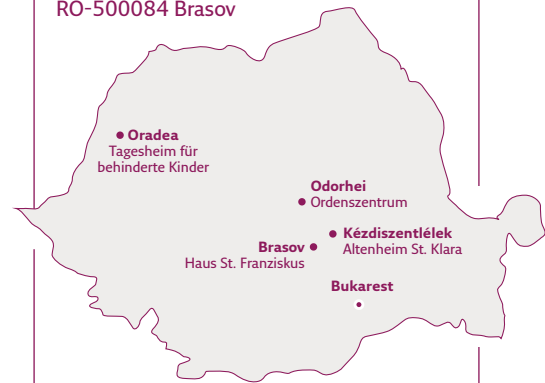 RO-500084 Brasov
Oradea
Tagesheim für
behinderte Kinder
Odorhei
Ordenszentrum
Kézdiszentlélek
Altenheim St. Klara
Brasov
Haus St. Franziskus
Bukarest